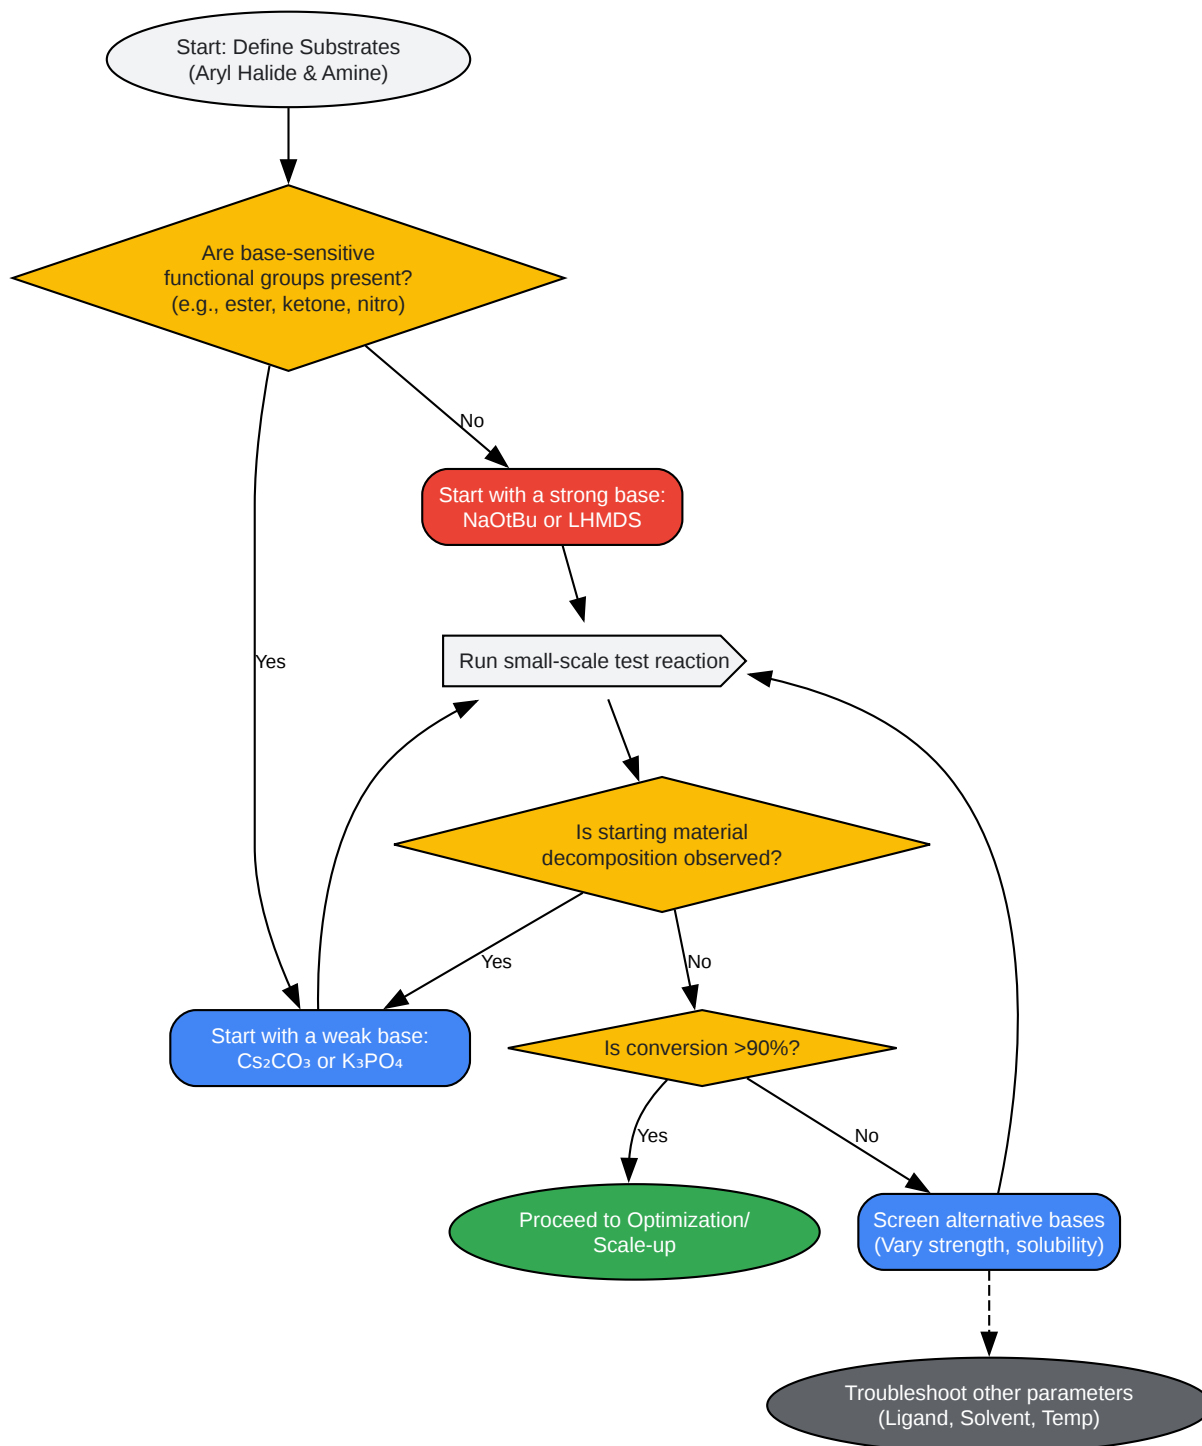 Start: Define Substrates
(Aryl Halide & Amine)
Are base-sensitive
functional groups present?
(e.g., ester, ketone, nitro)
No
Start with a strong base:
NaOtBu or LHMDS
Yes
Run small-scale test reaction
Is starting material
decomposition observed?
Yes
No
Start with a weak base:
Cs₂CO₃ or K₃PO₄
Is conversion >90%?
Yes
No
Proceed to Optimization/
Scale-up
Screen alternative bases
(Vary strength, solubility)
Troubleshoot other parameters
(Ligand, Solvent, Temp)